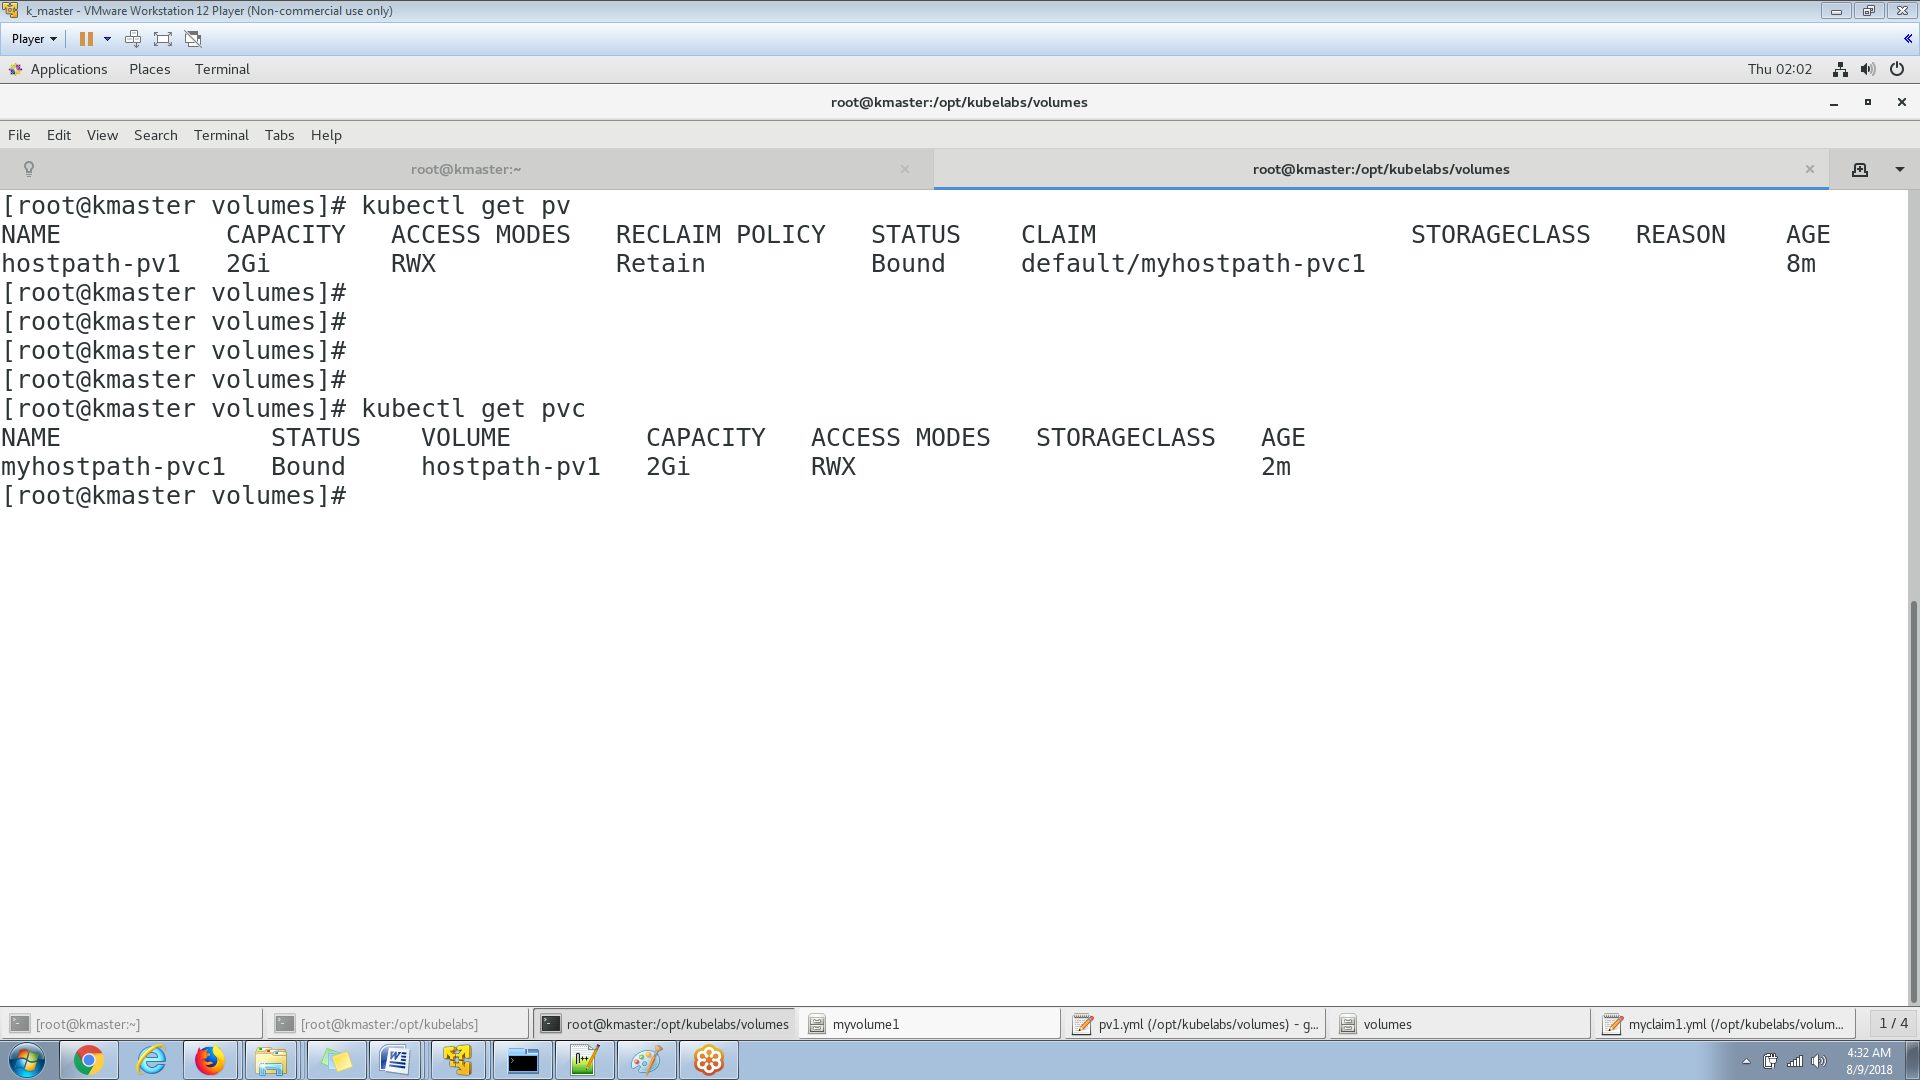 k_master - VMware Workstation 12 Player (Non-commercial use only)
Player
Applications Places Terminal Thu 02:02
root@kmaster:/opt/kubelabs/volumes
File Edit View Search Terminal Tabs Help
root@kmaster:~ root@kmaster:/opt/kubelabs/volumes
[root@kmaster volumes]# kubectl get pv
NAME CAPACITY ACCESS MODES RECLAIM POLICY STATUS CLAIM STORAGECLASS REASON AGE
hostpath-pv1 2Gi RWX Retain Bound default/myhostpath-pvc1 8m
[root@kmaster volumes]#
[root@kmaster volumes]#
[root@kmaster volumes]#
[root@kmaster volumes]#
[root@kmaster volumes]# kubectl get pvc
NAME STATUS VOLUME CAPACITY ACCESS MODES STORAGECLASS AGE
myhostpath-pvc1 Bound hostpath-pv1 2Gi RWX 2m
[root@kmaster volumes]#
[root@kmaster:~] [root@kmaster:/opt/kubelabs] root@kmaster:/opt/kubelabs/volumes myvolume1 pv1.yml (/opt/kubelabs/volumes) - g... volumes myclaim1.yml (/opt/kubelabs/volum... 1 / 4
4:32 AM
8/9/2018